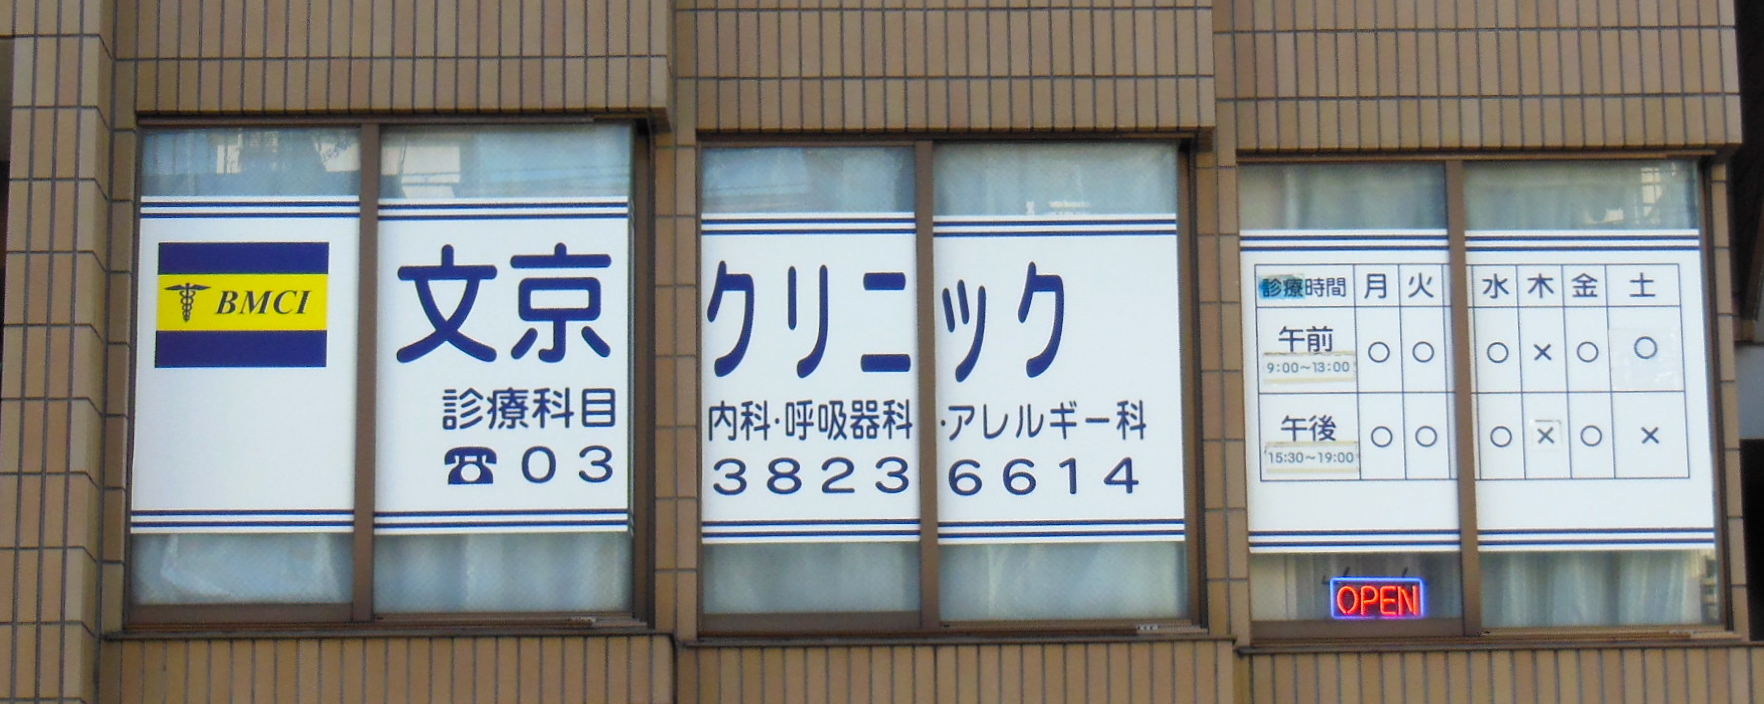 BMCI
文京クリニック
診療科目 内科・呼吸器科・アレルギー科
☎03 3823 6614
診療時間 月 火 水 木 金 土
午前 9:00～13:00 ○ ○ ○ × ○ ○
午後 15:30～19:00 ○ ○ ○ × ○ ×
OPEN